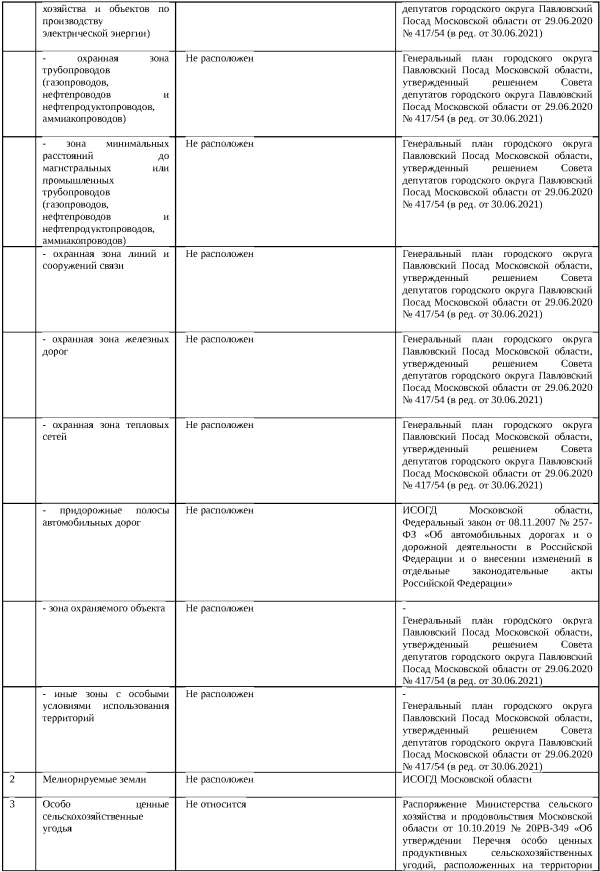 хозяйства и объектов по
производству
электрической энергии)
депутатов городского округа Павловский
Посад Московской области от 29.06.2020
№ 417/54 (в ред. от 30.06.2021)
- охранная зона
трубопроводов
(газопроводов,
нефтепроводов и
нефтепродуктопроводов,
аммиакопроводов)
Не расположен
Генеральный план городского округа
Павловский Посад Московской области,
утвержденный решением Совета
депутатов городского округа Павловский
Посад Московской области от 29.06.2020
№ 417/54 (в ред. от 30.06.2021)
- зона минимальных
расстояний до
магистральных или
промышленных
трубопроводов
(газопроводов,
нефтепроводов и
нефтепродуктопроводов,
аммиакопроводов)
Не расположен
Генеральный план городского округа
Павловский Посад Московской области,
утвержденный решением Совета
депутатов городского округа Павловский
Посад Московской области от 29.06.2020
№ 417/54 (в ред. от 30.06.2021)
- охранная зона линий и
сооружений связи
Не расположен
Генеральный план городского округа
Павловский Посад Московской области,
утвержденный решением Совета
депутатов городского округа Павловский
Посад Московской области от 29.06.2020
№ 417/54 (в ред. от 30.06.2021)
- охранная зона железных
дорог
Не расположен
Генеральный план городского округа
Павловский Посад Московской области,
утвержденный решением Совета
депутатов городского округа Павловский
Посад Московской области от 29.06.2020
№ 417/54 (в ред. от 30.06.2021)
- охранная зона тепловых
сетей
Не расположен
Генеральный план городского округа
Павловский Посад Московской области,
утвержденный решением Совета
депутатов городского округа Павловский
Посад Московской области от 29.06.2020
№ 417/54 (в ред. от 30.06.2021)
- придорожные полосы
автомобильных дорог
Не расположен
ИСОГД Московской области,
Федеральный закон от 08.11.2007 № 257-
ФЗ «Об автомобильных дорогах и о
дорожной деятельности в Российской
Федерации и о внесении изменений в
отдельные законодательные акты
Российской Федерации»
- зона охраняемого объекта
Не расположен
-
Генеральный план городского округа
Павловский Посад Московской области,
утвержденный решением Совета
депутатов городского округа Павловский
Посад Московской области от 29.06.2020
№ 417/54 (в ред. от 30.06.2021)
- иные зоны с особыми
условиями использования
территорий
Не расположен
-
Генеральный план городского округа
Павловский Посад Московской области,
утвержденный решением Совета
депутатов городского округа Павловский
Посад Московской области от 29.06.2020
№ 417/54 (в ред. от 30.06.2021)
2 Мелиорируемые земли Не расположен ИСОГД Московской области
3 Особо ценные
сельскохозяйственные
угодья
Не относится
Распоряжение Министерства сельского
хозяйства и продовольствия Московской
области от 10.10.2019 № 20РВ-349 «Об
утверждении Перечня особо ценных
продуктивных сельскохозяйственных
угодий, расположенных на территории